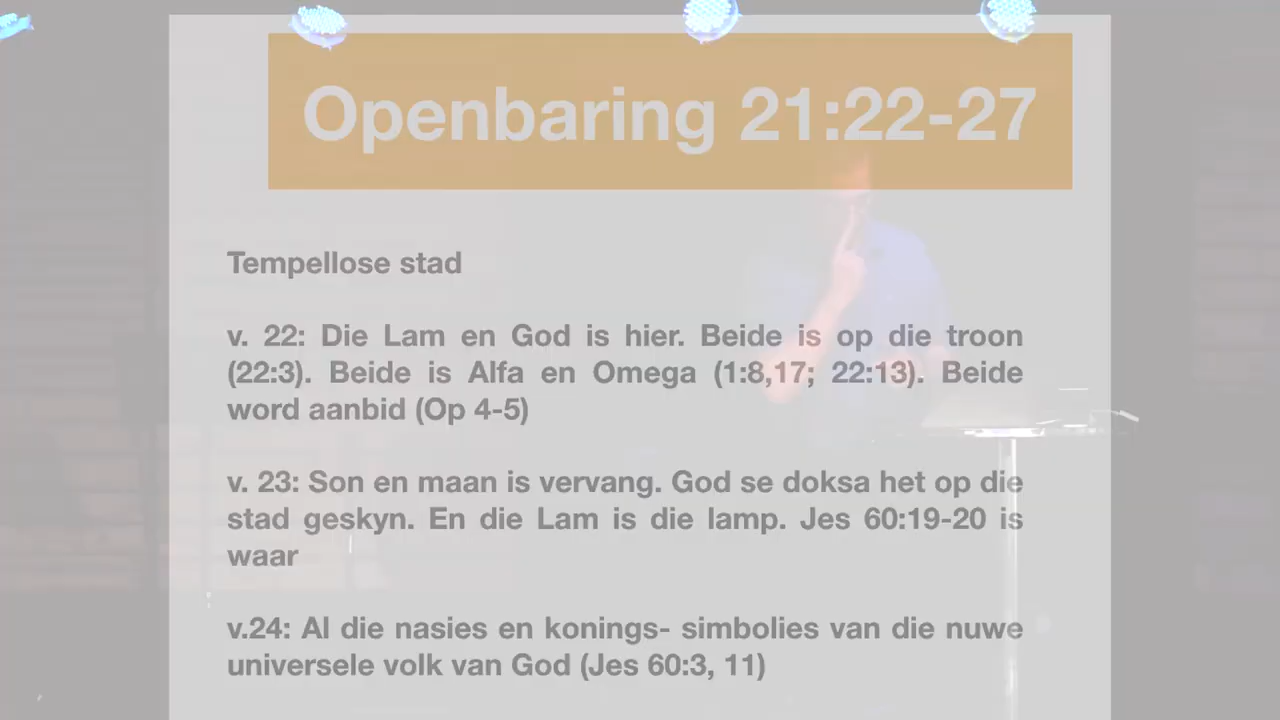 Openbaring 21:22-27
Tempellose stad
v. 22: Die Lam en God is hier. Beide is op die troon
(22:3). Beide is Alfa en Omega (1:8,17; 22:13). Beide
word aanbid (Op 4-5)
v. 23: Son en maan is vervang. God se doksa het op die
stad geskyn. En die Lam is die lamp. Jes 60:19-20 is
waar
v.24: Al die nasies en konings- simbolies van die nuwe
universele volk van God (Jes 60:3, 11)